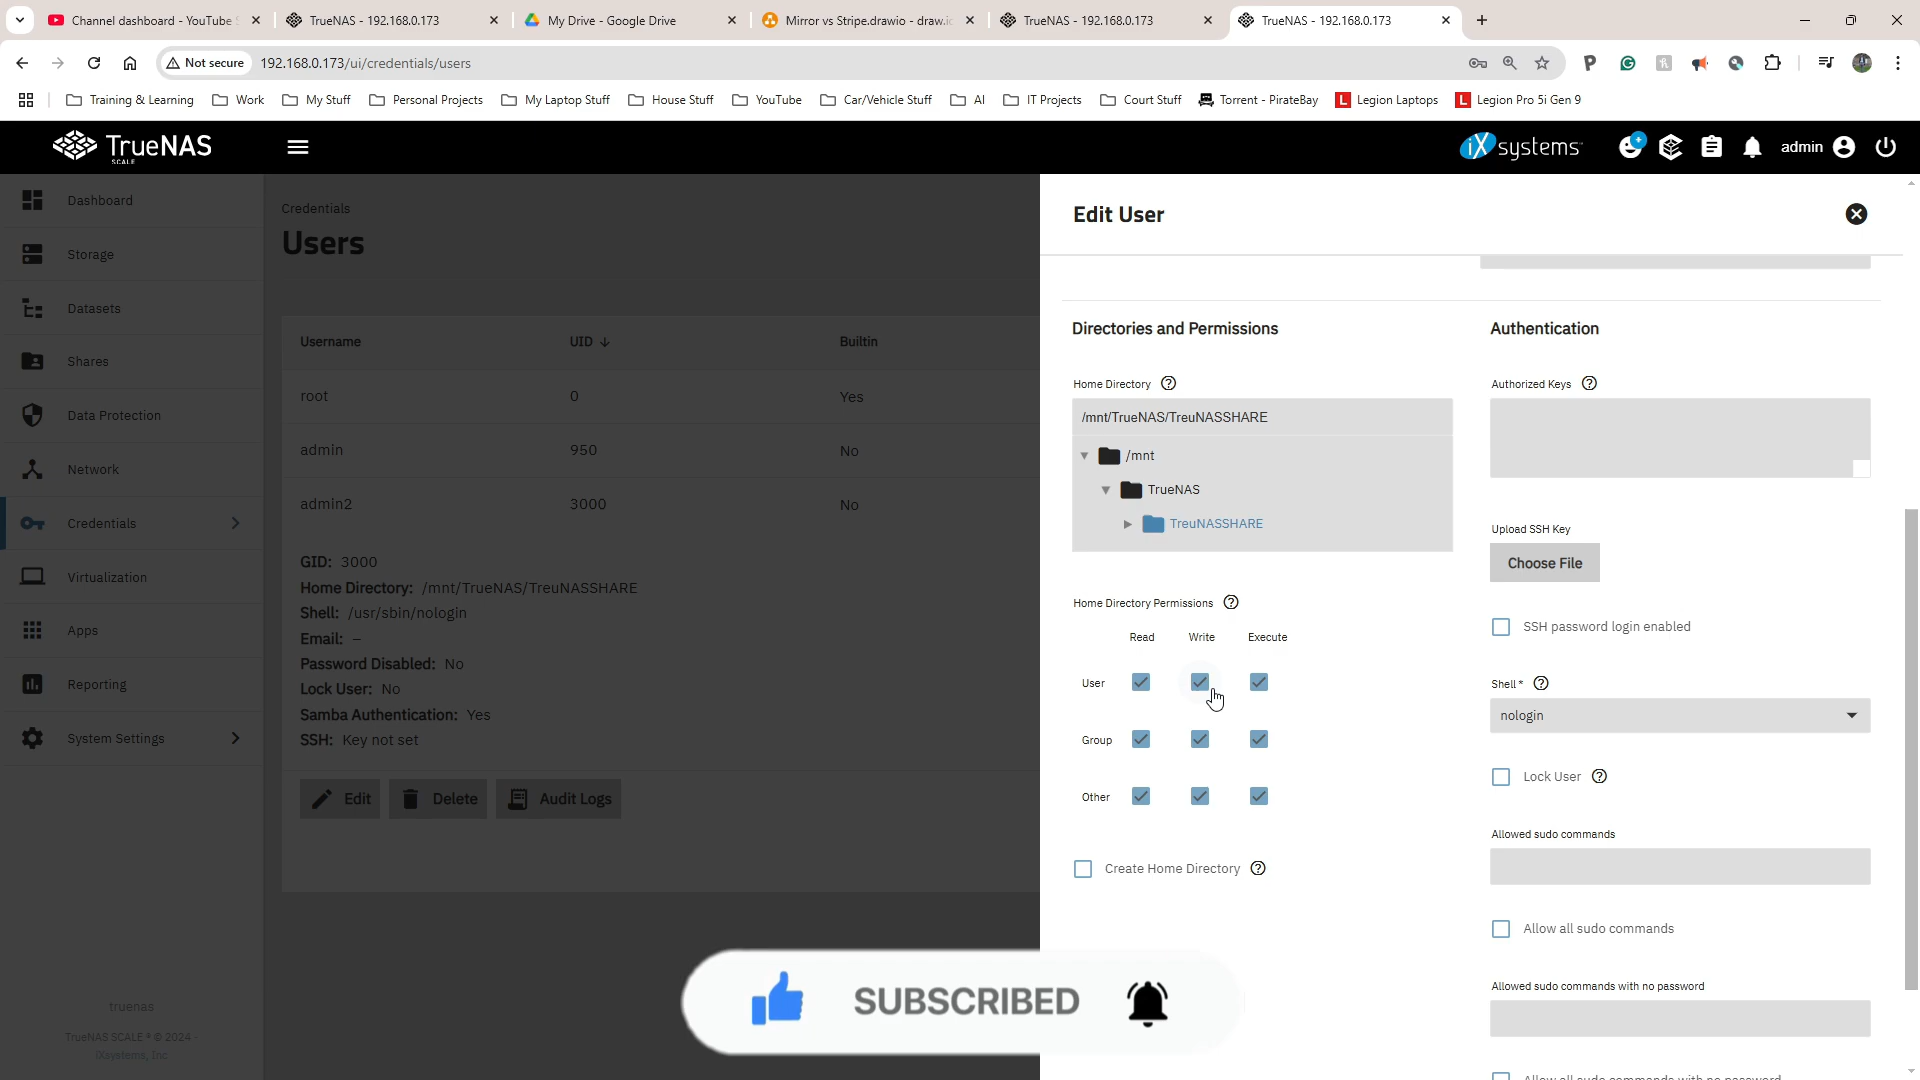 Channel dashboard - YouTube S
TrueNAS - 192.168.0.173
My Drive - Google Drive
Mirror vs Stripe.drawio - draw.io
TrueNAS - 192.168.0.173
TrueNAS - 192.168.0.173
Not secure
192.168.0.173/ui/credentials/users
Training & Learning
Work
My Stuff
Personal Projects
My Laptop Stuff
House Stuff
YouTube
Car/Vehicle Stuff
AI
IT Projects
Court Stuff
Torrent - PirateBay
Legion Laptops
Legion Pro 5i Gen 9
TrueNAS
SCALE
iXsystems
admin
Dashboard
Storage
Datasets
Shares
Data Protection
Network
Credentials
Virtualization
Apps
Reporting
System Settings
truenas
TrueNAS SCALE ® © 2024 -
iXsystems, Inc
Credentials
Users
Username UID Builtin
root 0 Yes
admin 950 No
admin2 3000 No
GID: 3000
Home Directory: /mnt/TrueNAS/TreuNASSHARE
Shell: /usr/sbin/nologin
Email: –
Password Disabled: No
Lock User: No
Samba Authentication: Yes
SSH: Key not set
Edit
Delete
Audit Logs
Edit User
Directories and Permissions
Home Directory
/mnt/TrueNAS/TreuNASSHARE
/mnt
TrueNAS
TreuNASSHARE
Home Directory Permissions
Read Write Execute
User
Group
Other
Create Home Directory
Authentication
Authorized Keys
Upload SSH Key
Choose File
SSH password login enabled
Shell *
nologin
Lock User
Allowed sudo commands
Allow all sudo commands
Allowed sudo commands with no password
Allow all sudo commands with no password
SUBSCRIBED